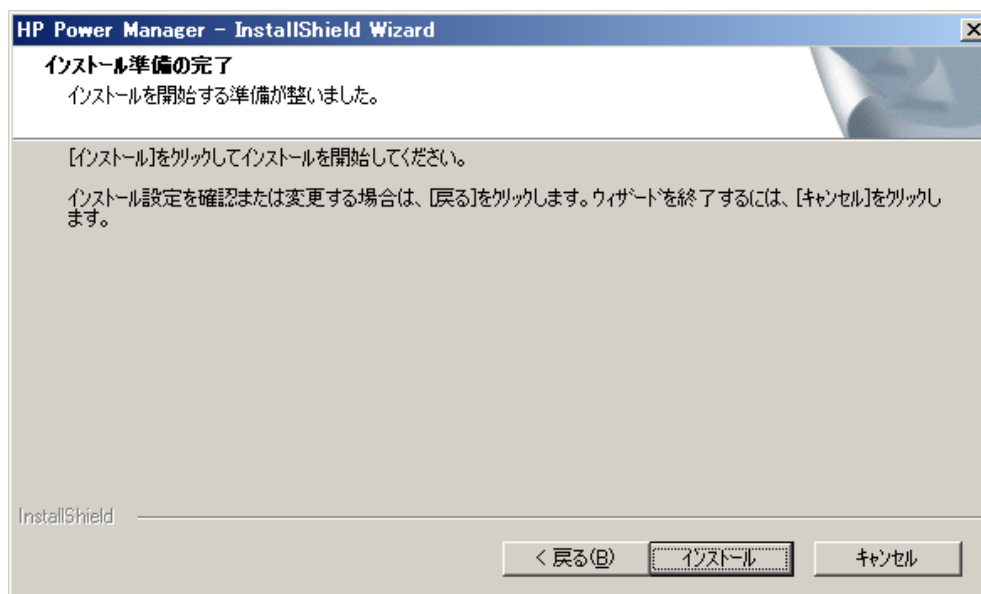 HP Power Manager - InstallShield Wizard
インストール準備の完了
インストールを開始する準備が整いました。
[インストール]をクリックしてインストールを開始してください。
インストール設定を確認または変更する場合は、[戻る]をクリックします。ウィザードを終了するには、[キャンセル]をクリックし
ます。
InstallShield
< 戻る(B) インストール キャンセル